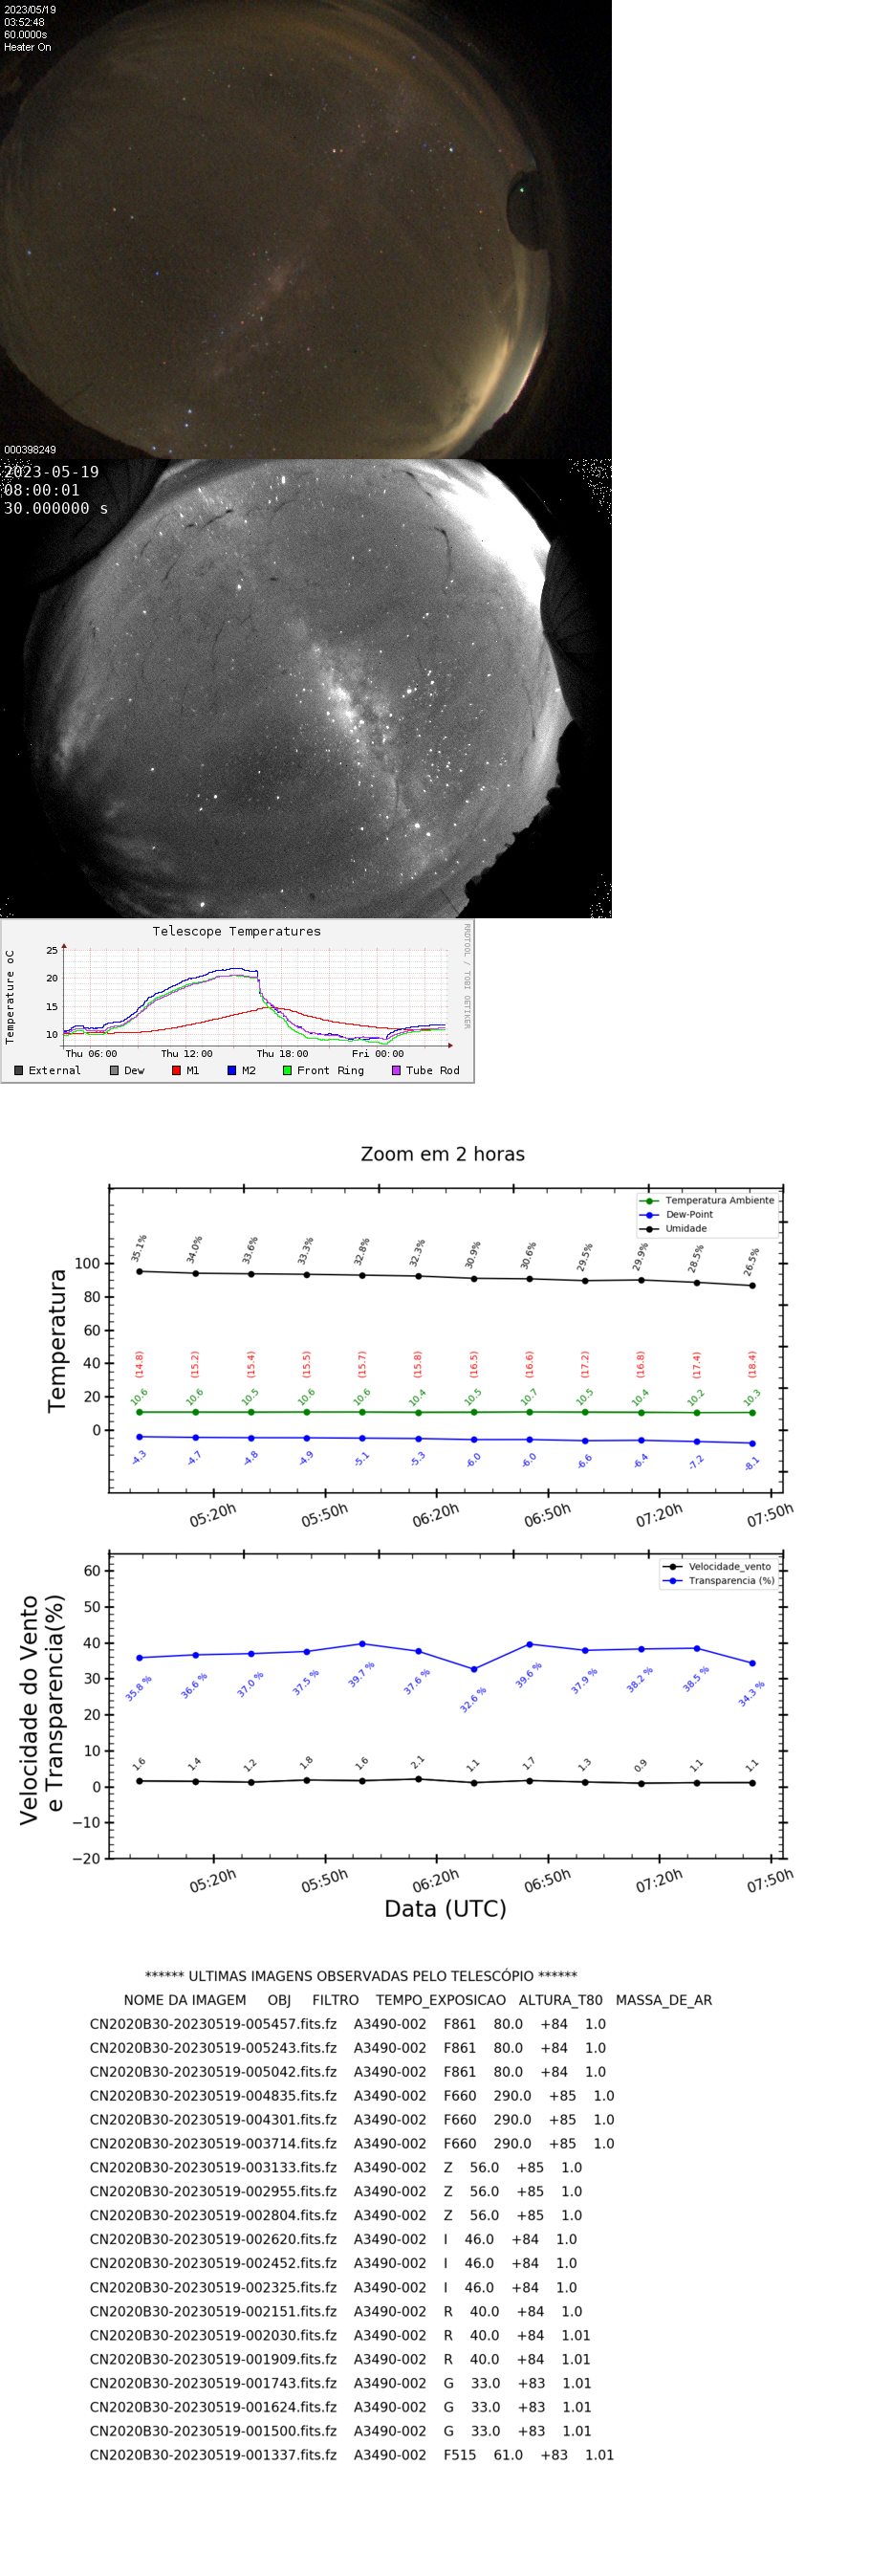 2023/05/19
03:52:48
60.0000s
Heater On
000398249
2023-05-19
08:00:01
30.000000 s
Telescope Temperatures
RRDTOOL / TOBI OETIKER
Temperature oC
25
20
15
10
Thu 06:00 Thu 12:00 Thu 18:00 Fri 00:00
External Dew M1 M2 Front Ring Tube Rod
Zoom em 2 horas
Temperatura Ambiente
Dew-Point
Umidade
Temperatura
100
80
60
40
20
0
35.1% 34.0% 33.6% 33.3% 32.8% 32.3% 30.9% 30.6% 29.5% 29.9% 28.5% 26.5%
(14.8) (15.2) (15.4) (15.5) (15.7) (15.8) (16.5) (16.6) (17.2) (16.8) (17.4) (18.4)
10.6 10.6 10.5 10.6 10.6 10.4 10.5 10.7 10.5 10.4 10.2 10.3
-4.3 -4.7 -4.8 -4.9 -5.1 -5.3 -6.0 -6.0 -6.6 -6.4 -7.2 -8.1
05:20h 05:50h 06:20h 06:50h 07:20h 07:50h
Velocidade_vento
Transparencia (%)
Velocidade do Vento
e Transparencia(%)
60
50
40
30
20
10
0
−10
−20
35.8 % 36.6 % 37.0 % 37.5 % 39.7 % 37.6 % 32.6 % 39.6 % 37.9 % 38.2 % 38.5 % 34.3 %
1.6 1.4 1.2 1.8 1.6 2.1 1.1 1.7 1.3 0.9 1.1 1.1
05:20h 05:50h 06:20h 06:50h 07:20h 07:50h
Data (UTC)
****** ULTIMAS IMAGENS OBSERVADAS PELO TELESCÓPIO ******
NOME DA IMAGEM OBJ FILTRO TEMPO_EXPOSICAO ALTURA_T80 MASSA_DE_AR
CN2020B30-20230519-005457.fits.fz A3490-002 F861 80.0 +84 1.0
CN2020B30-20230519-005243.fits.fz A3490-002 F861 80.0 +84 1.0
CN2020B30-20230519-005042.fits.fz A3490-002 F861 80.0 +84 1.0
CN2020B30-20230519-004835.fits.fz A3490-002 F660 290.0 +85 1.0
CN2020B30-20230519-004301.fits.fz A3490-002 F660 290.0 +85 1.0
CN2020B30-20230519-003714.fits.fz A3490-002 F660 290.0 +85 1.0
CN2020B30-20230519-003133.fits.fz A3490-002 Z 56.0 +85 1.0
CN2020B30-20230519-002955.fits.fz A3490-002 Z 56.0 +85 1.0
CN2020B30-20230519-002804.fits.fz A3490-002 Z 56.0 +85 1.0
CN2020B30-20230519-002620.fits.fz A3490-002 I 46.0 +84 1.0
CN2020B30-20230519-002452.fits.fz A3490-002 I 46.0 +84 1.0
CN2020B30-20230519-002325.fits.fz A3490-002 I 46.0 +84 1.0
CN2020B30-20230519-002151.fits.fz A3490-002 R 40.0 +84 1.0
CN2020B30-20230519-002030.fits.fz A3490-002 R 40.0 +84 1.01
CN2020B30-20230519-001909.fits.fz A3490-002 R 40.0 +84 1.01
CN2020B30-20230519-001743.fits.fz A3490-002 G 33.0 +83 1.01
CN2020B30-20230519-001624.fits.fz A3490-002 G 33.0 +83 1.01
CN2020B30-20230519-001500.fits.fz A3490-002 G 33.0 +83 1.01
CN2020B30-20230519-001337.fits.fz A3490-002 F515 61.0 +83 1.01